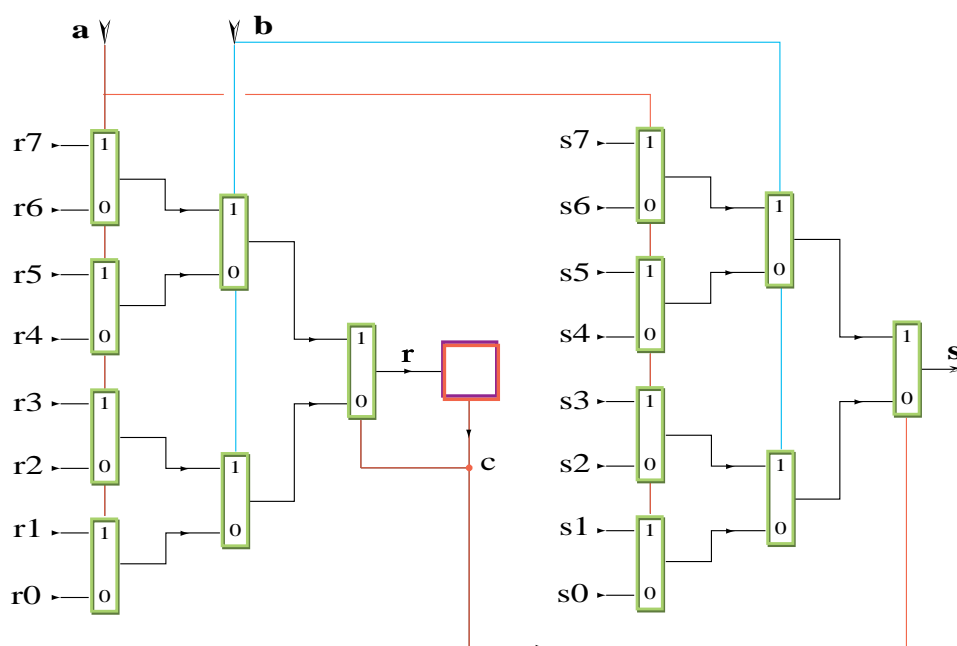 a b
r7 1 s7 1
r6 0 1 s6 0 1
r5 1 0 s5 1 0
r4 0 1 s4 0 1 s
r
r3 1 0 s3 1 0
r2 0 1 c s2 0 1
r1 1 0 s1 1 0
r0 0 s0 0